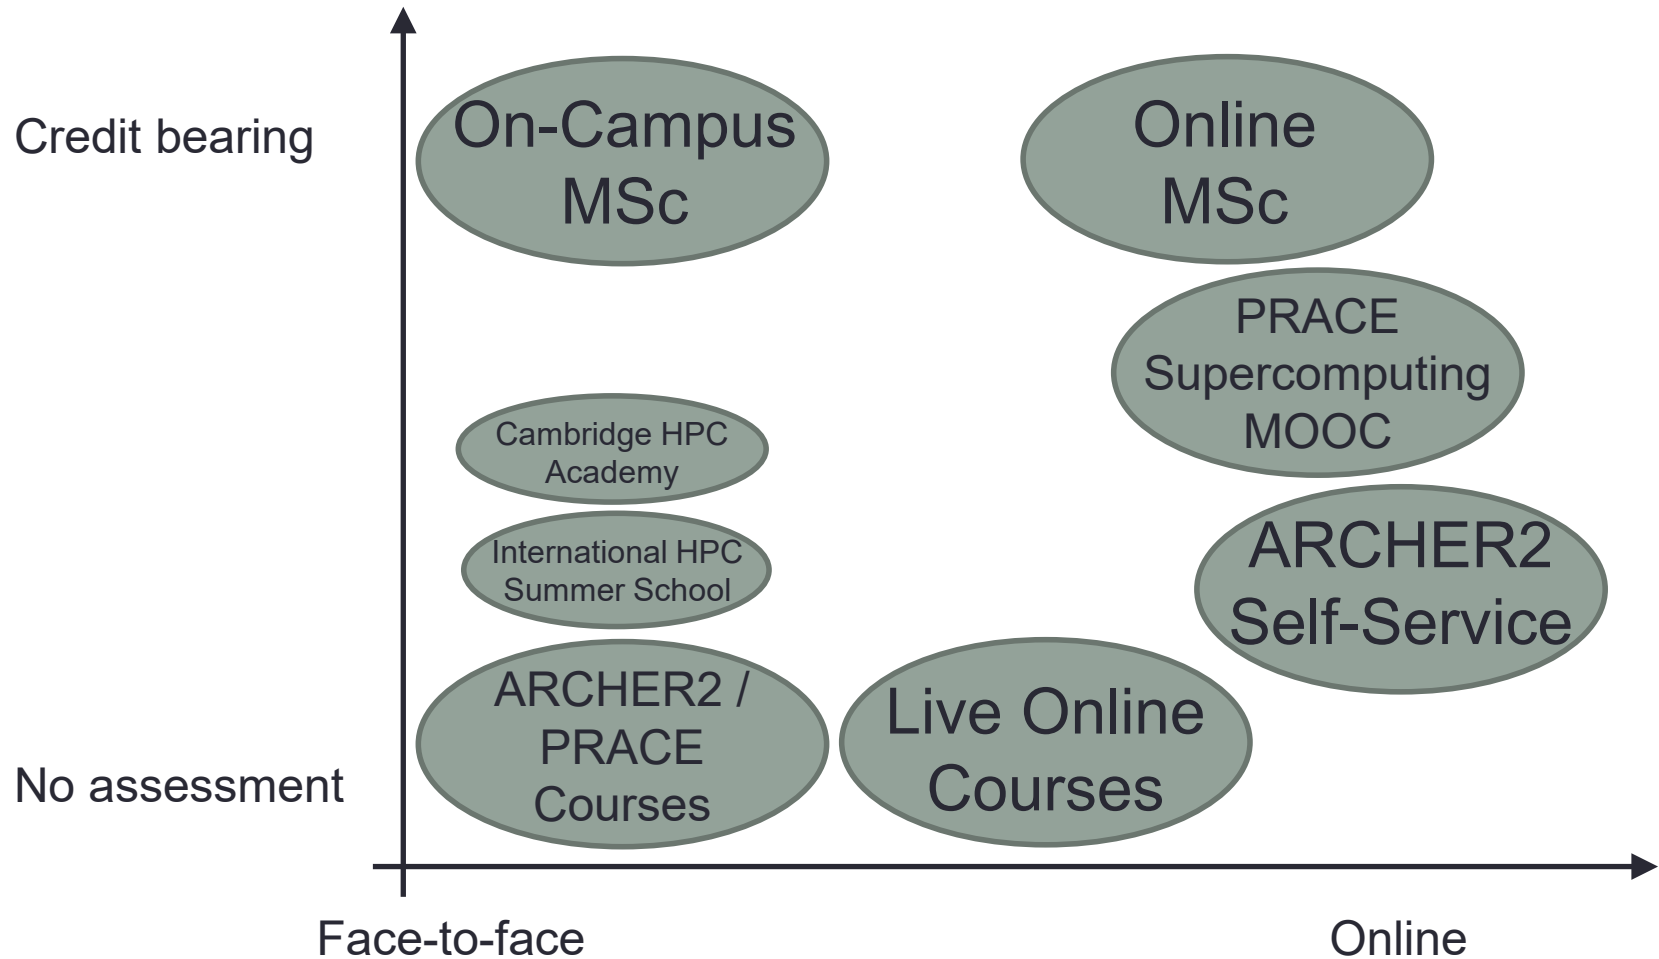 Credit bearing
On-Campus
MSc
Online
MSc
PRACE
Supercomputing
MOOC
Cambridge HPC
Academy
International HPC
Summer School
ARCHER2
Self-Service
ARCHER2 /
PRACE
Courses
Live Online
Courses
No assessment
Face-to-face
Online